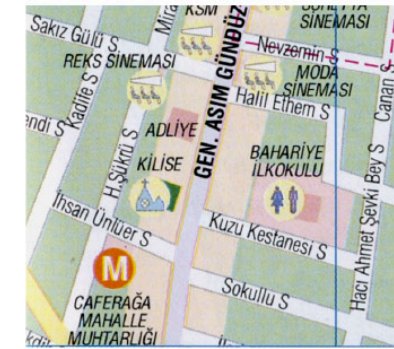 KSM
SİNEMASI
Sakız Gülü S.
Nevzemin S.
REKS SİNEMASI
MODA
SİNEMASI
Kadife S
Halil Ethem S.
Canan S.
GEN. ASIM GÜNDÜZ
ADLİYE
H.Şükrü S
KİLİSE
BAHARİYE
İLKOKULU
Hacı Ahmet Şevki Bey S
İhsan Ünlüer S
Kuzu Kestanesi S
M
Sokullu S
CAFERAĞA
MAHALLE
MUHTARLIĞI